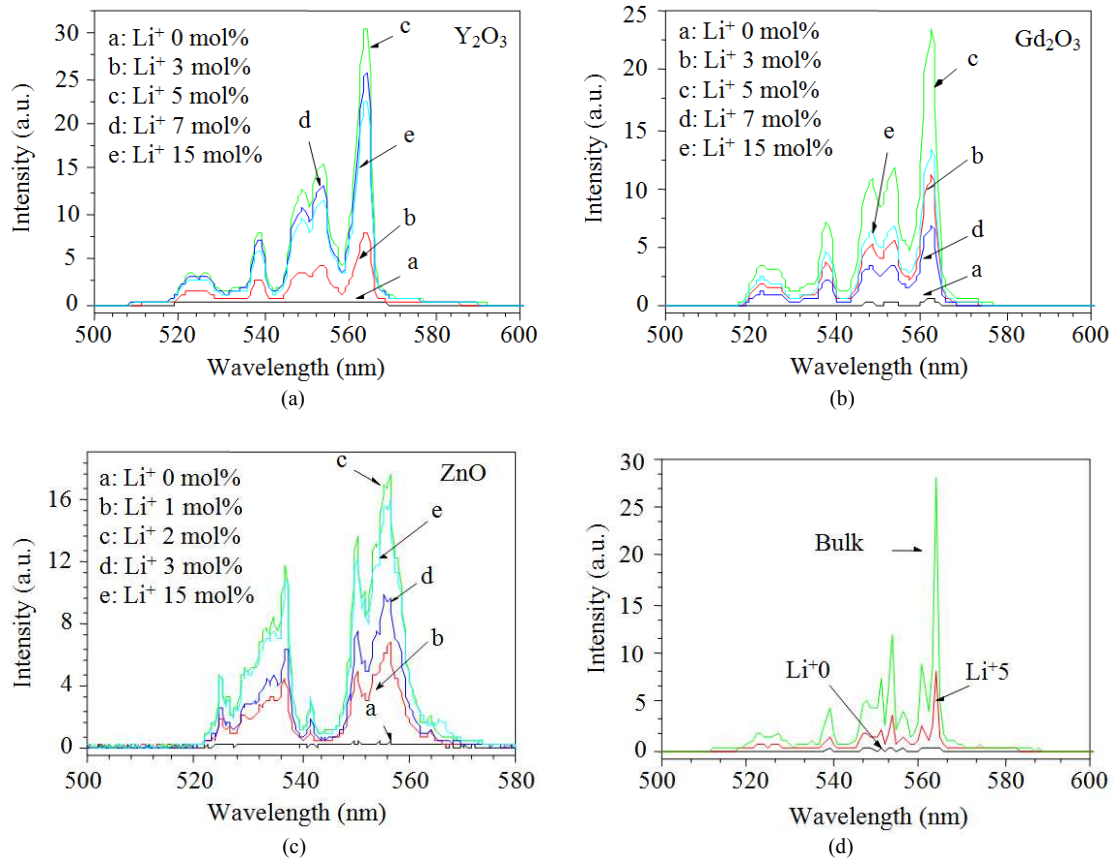 30
25
20
15
10
5
0
a: Li⁺ 0 mol%
b: Li⁺ 3 mol%
c: Li⁺ 5 mol%
d: Li⁺ 7 mol%
e: Li⁺ 15 mol%
Y₂O₃
c
d
e
b
a
Intensity (a.u.)
500 520 540 560 580 600
Wavelength (nm)
(a)
25
20
15
10
5
0
a: Li⁺ 0 mol%
b: Li⁺ 3 mol%
c: Li⁺ 5 mol%
d: Li⁺ 7 mol%
e: Li⁺ 15 mol%
Gd₂O₃
c
e
b
d
a
Intensity (a.u.)
500 520 540 560 580 600
Wavelength (nm)
(b)
16
12
8
4
0
a: Li⁺ 0 mol%
b: Li⁺ 1 mol%
c: Li⁺ 2 mol%
d: Li⁺ 3 mol%
e: Li⁺ 15 mol%
ZnO
c
e
d
b
a
Intensity (a.u.)
500 520 540 560 580
Wavelength (nm)
(c)
30
25
20
15
10
5
0
Bulk
Li⁺0
Li⁺5
Intensity (a.u.)
500 520 540 560 580 600
Wavelength (nm)
(d)